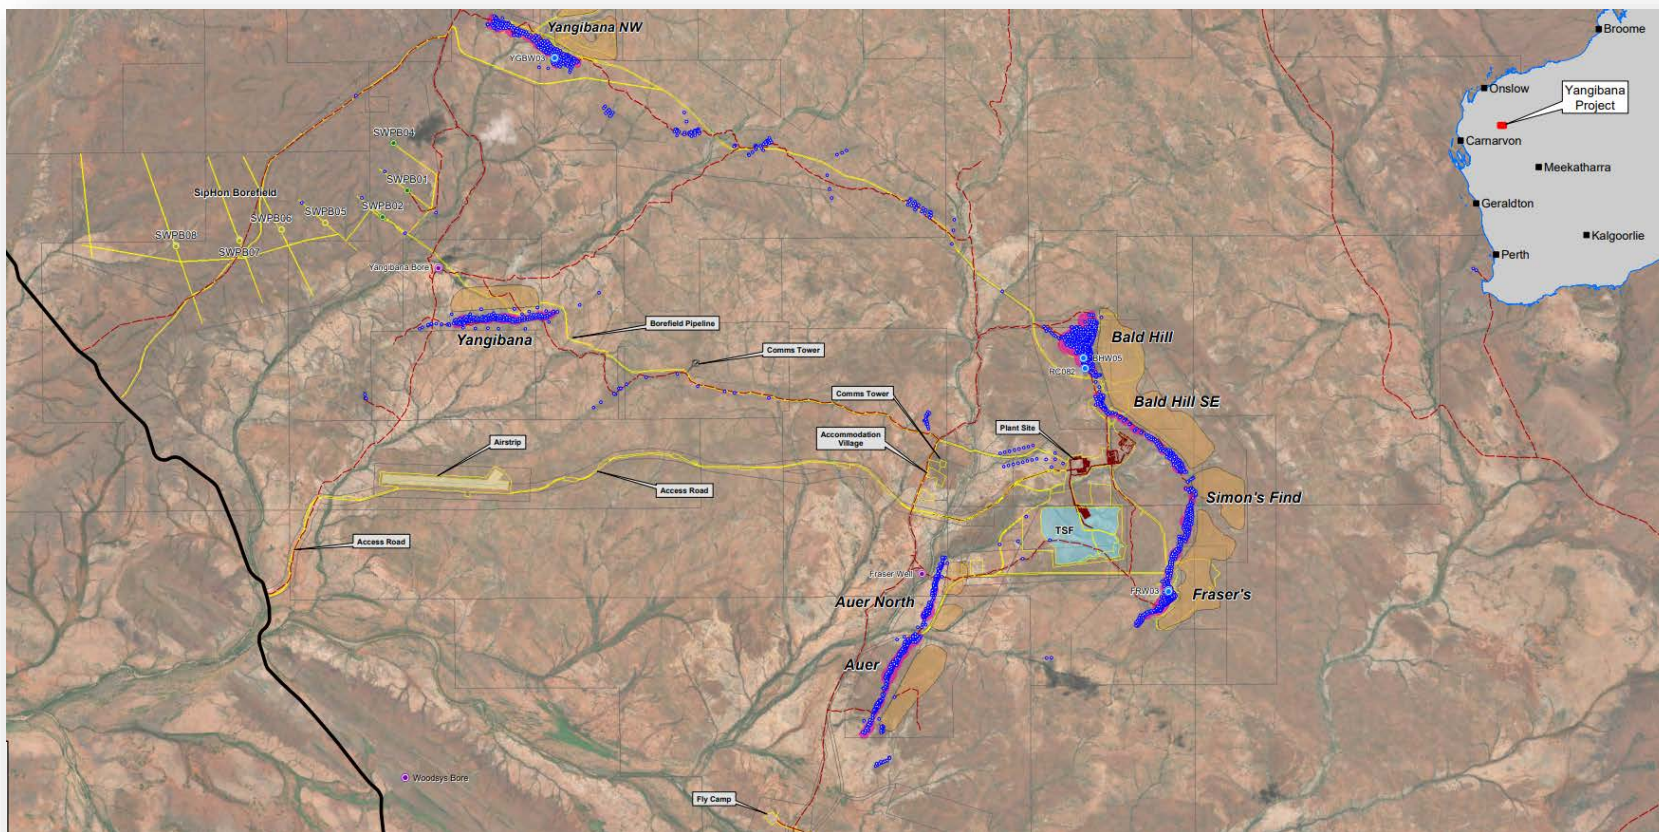 Yangibana NW
YGBW03
Broome
Onslow
Yangibana
Project
Carnarvon
Meekatharra
Geraldton
Kalgoorlie
Perth
SWPB04
SWPB01
SipHon Borefield
SWPB02
SWPB05
SWPB06
SWPB08
SWPB07
Yangibana Bore
Yangibana
Borefield Pipeline
Comms Tower
Bald Hill
BHW05
RC082
Comms Tower
Bald Hill SE
Accommodation
Village
Plant Site
Airstrip
Access Road
Simon's Find
Access Road
TSF
Fraser Well
Auer North
FRW03
Fraser's
Auer
Woodsys Bore
Fly Camp